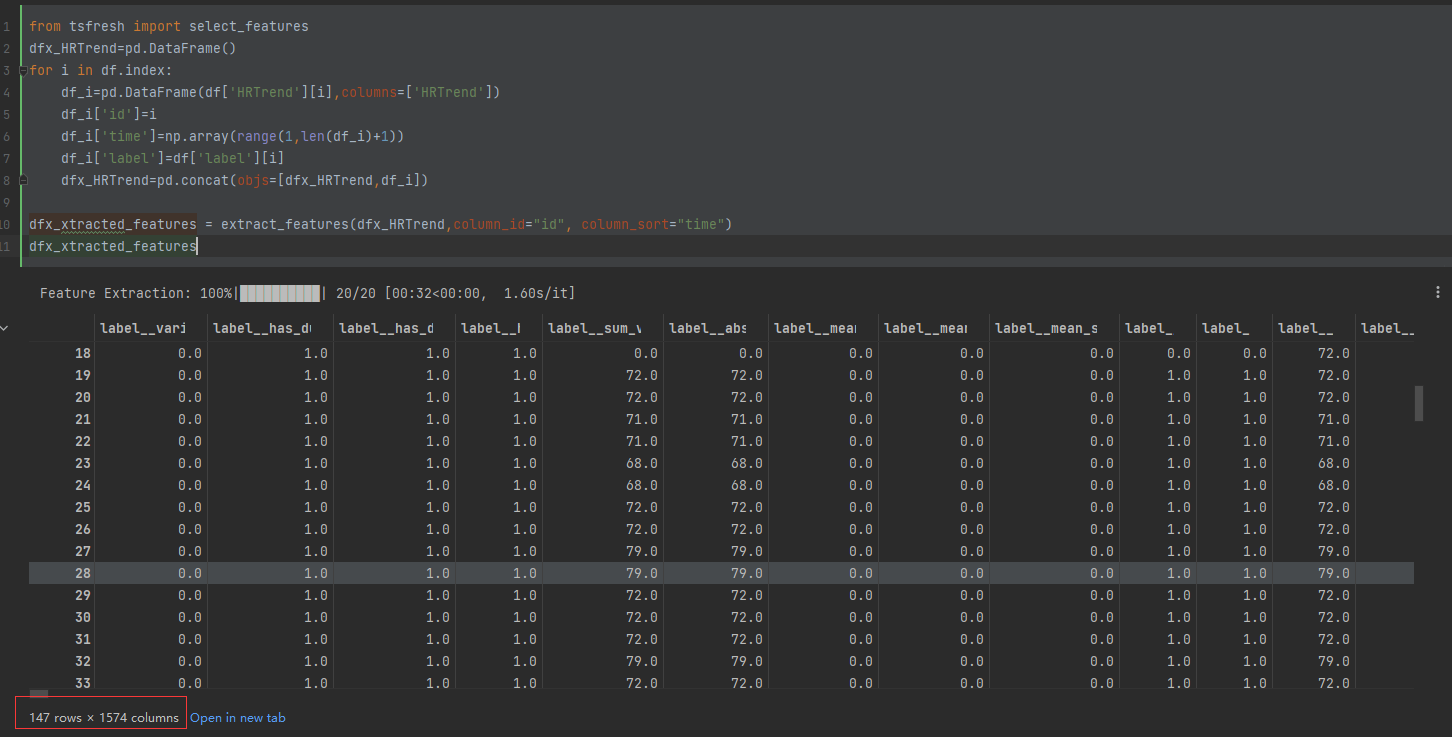 1 from tsfresh import select_features
2 dfx_HRTrend=pd.DataFrame()
3 for i in df.index:
4 df_i=pd.DataFrame(df['HRTrend'][i],columns=['HRTrend'])
5 df_i['id']=i
6 df_i['time']=np.array(range(1,len(df_i)+1))
7 df_i['label']=df['label'][i]
8 dfx_HRTrend=pd.concat(objs=[dfx_HRTrend,df_i])
9
10 dfx_xtracted_features = extract_features(dfx_HRTrend,column_id="id", column_sort="time")
11 dfx_xtracted_features
Feature Extraction: 100%|██████████| 20/20 [00:32<00:00, 1.60s/it]
label__vari label__has_du label__has_d label__h label__sum_v label__abs label__mear label__mear label__mean_s label_ label_ label__ label__
18 0.0 1.0 1.0 1.0 0.0 0.0 0.0 0.0 0.0 0.0 0.0 72.0
19 0.0 1.0 1.0 1.0 72.0 72.0 0.0 0.0 0.0 1.0 1.0 72.0
20 0.0 1.0 1.0 1.0 72.0 72.0 0.0 0.0 0.0 1.0 1.0 72.0
21 0.0 1.0 1.0 1.0 71.0 71.0 0.0 0.0 0.0 1.0 1.0 71.0
22 0.0 1.0 1.0 1.0 71.0 71.0 0.0 0.0 0.0 1.0 1.0 71.0
23 0.0 1.0 1.0 1.0 68.0 68.0 0.0 0.0 0.0 1.0 1.0 68.0
24 0.0 1.0 1.0 1.0 68.0 68.0 0.0 0.0 0.0 1.0 1.0 68.0
25 0.0 1.0 1.0 1.0 72.0 72.0 0.0 0.0 0.0 1.0 1.0 72.0
26 0.0 1.0 1.0 1.0 72.0 72.0 0.0 0.0 0.0 1.0 1.0 72.0
27 0.0 1.0 1.0 1.0 79.0 79.0 0.0 0.0 0.0 1.0 1.0 79.0
28 0.0 1.0 1.0 1.0 79.0 79.0 0.0 0.0 0.0 1.0 1.0 79.0
29 0.0 1.0 1.0 1.0 72.0 72.0 0.0 0.0 0.0 1.0 1.0 72.0
30 0.0 1.0 1.0 1.0 72.0 72.0 0.0 0.0 0.0 1.0 1.0 72.0
31 0.0 1.0 1.0 1.0 72.0 72.0 0.0 0.0 0.0 1.0 1.0 72.0
32 0.0 1.0 1.0 1.0 79.0 79.0 0.0 0.0 0.0 1.0 1.0 79.0
33 0.0 1.0 1.0 1.0 72.0 72.0 0.0 0.0 0.0 1.0 1.0 72.0
147 rows × 1574 columns Open in new tab